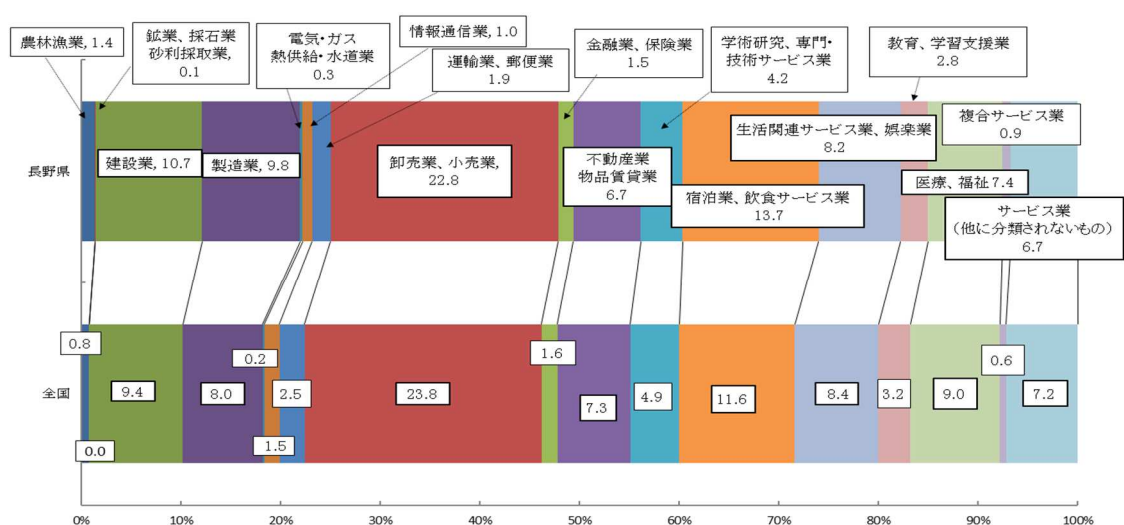 農林漁業, 1.4
鉱業、採石業
砂利採取業,
0.1
電気・ガス
熱供給・水道業
0.3
情報通信業, 1.0
運輸業、郵便業
1.9
金融業、保険業
1.5
学術研究、専門・
技術サービス業
4.2
教育、学習支援業
2.8
長野県
建設業, 10.7
製造業, 9.8
卸売業、小売業,
22.8
不動産業
物品賃貸業
6.7
宿泊業、飲食サービス業
13.7
生活関連サービス業、娯楽業
8.2
医療、福祉 7.4
複合サービス業
0.9
サービス業
（他に分類されないもの）
6.7
全国
0.8
0.0
9.4
8.0
0.2
1.5
2.5
23.8
1.6
7.3
4.9
11.6
8.4
3.2
9.0
0.6
7.2
0%
10%
20%
30%
40%
50%
60%
70%
80%
90%
100%